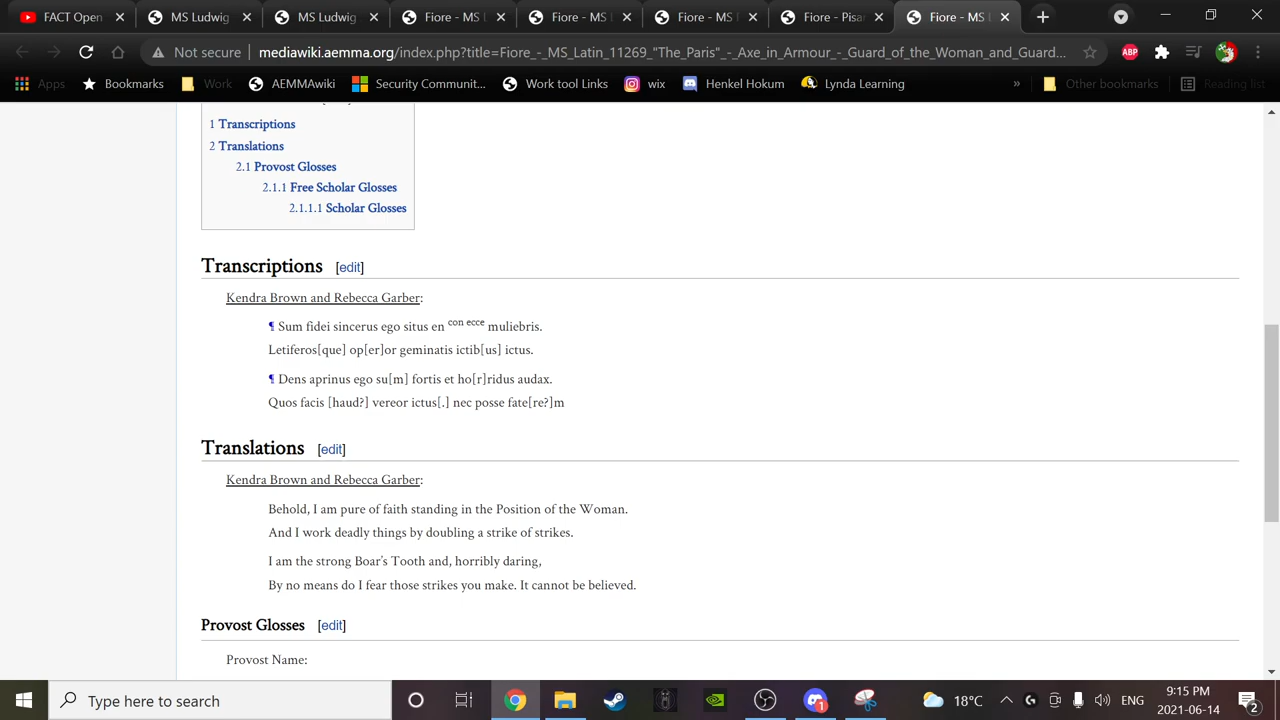 FACT Open
MS Ludwig
MS Ludwig
Fiore - MS L
Fiore - MS L
Fiore - MS
Fiore - Pisar
Fiore - MS L
Not secure
mediawiki.aemma.org/index.php?title=Fiore_-_MS_Latin_11269_"The_Paris"_-_Axe_in_Armour_-_Guard_of_the_Woman_and_Guard...
ABP
Apps
Bookmarks
Work
AEMMAwiki
Security Communit...
Work tool Links
wix
Henkel Hokum
Lynda Learning
»
Other bookmarks
Reading list
1 Transcriptions
2 Translations
2.1 Provost Glosses
2.1.1 Free Scholar Glosses
2.1.1.1 Scholar Glosses
Transcriptions [edit]
Kendra Brown and Rebecca Garber:
¶ Sum fidei sincerus ego situs en con ecce muliebris.
Letiferos[que] op[er]or geminatis ictib[us] ictus.
¶ Dens aprinus ego su[m] fortis et ho[r]ridus audax.
Quos facis [haud?] vereor ictus[.] nec posse fate[re?]m
Translations [edit]
Kendra Brown and Rebecca Garber:
Behold, I am pure of faith standing in the Position of the Woman.
And I work deadly things by doubling a strike of strikes.
I am the strong Boar's Tooth and, horribly daring,
By no means do I fear those strikes you make. It cannot be believed.
Provost Glosses [edit]
Provost Name:
Type here to search
1
18°C
ENG
9:15 PM
2021-06-14
2